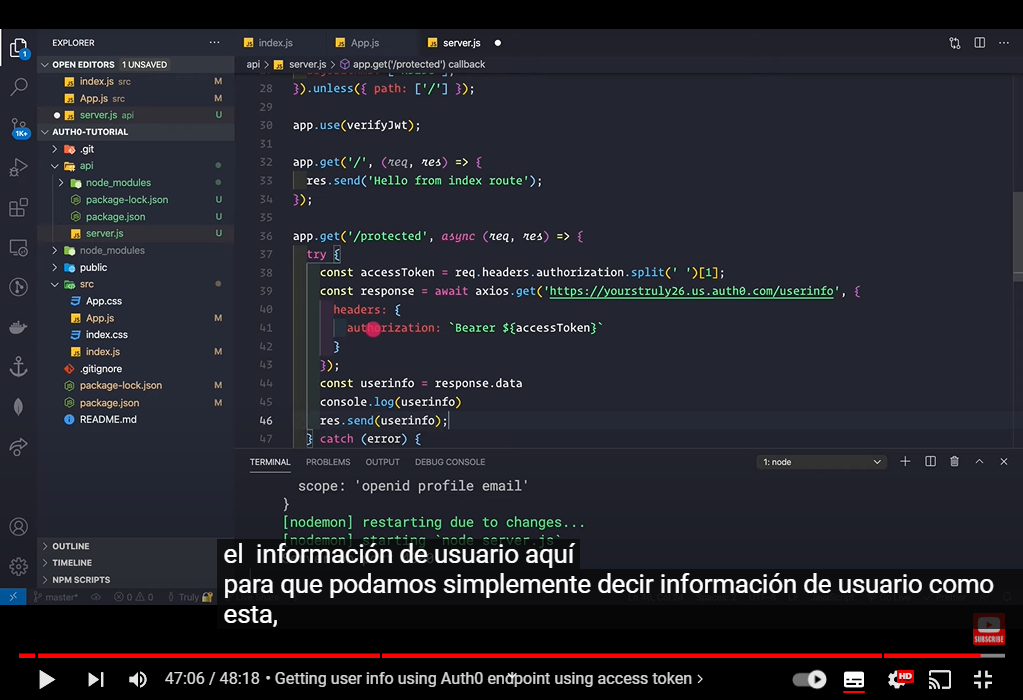 EXPLORER
index.js
App.js
server.js
OPEN EDITORS 1 UNSAVED
api > server.js > app.get('/protected') callback
index.js src M
App.js src M
server.js api U
AUTH0-TUTORIAL
.git
api
node_modules
package-lock.json U
package.json U
server.js U
node_modules
public
src
App.css
App.js M
index.css
index.js M
.gitignore
package-lock.json M
package.json M
README.md
OUTLINE
TIMELINE
NPM SCRIPTS
1
1K+
28 }).unless({ path: ['/'] });
29
30 app.use(verifyJwt);
31
32 app.get('/', (req, res) => {
33 res.send('Hello from index route');
34 });
35
36 app.get('/protected', async (req, res) => {
37 try {
38 const accessToken = req.headers.authorization.split(' ')[1];
39 const response = await axios.get('https://yourstruly26.us.auth0.com/userinfo', {
40 headers: {
41 authorization: `Bearer ${accessToken}`
42 }
43 });
44 const userinfo = response.data
45 console.log(userinfo)
46 res.send(userinfo);
47 } catch (error) {
TERMINAL PROBLEMS OUTPUT DEBUG CONSOLE 1: node
scope: 'openid profile email'
}
[nodemon] restarting due to changes...
[nodemon] starting `node server.js`
master* 0 0 Truly
el información de usuario aquí
para que podamos simplemente decir información de usuario como
esta,
SUBSCRIBE
47:06 / 48:18 • Getting user info using Auth0 endpoint using access token >
HD